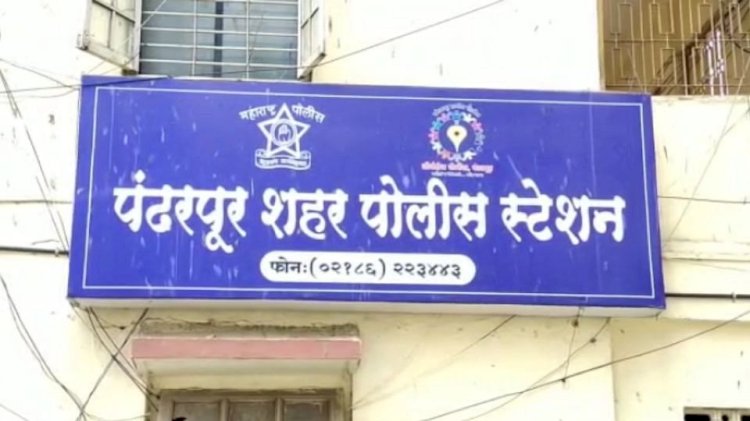 महाराष्ट्र पोलीस
पंढरपूर शहर पोलीस स्टेशन
फोन:(०२१८६) २२३४४३